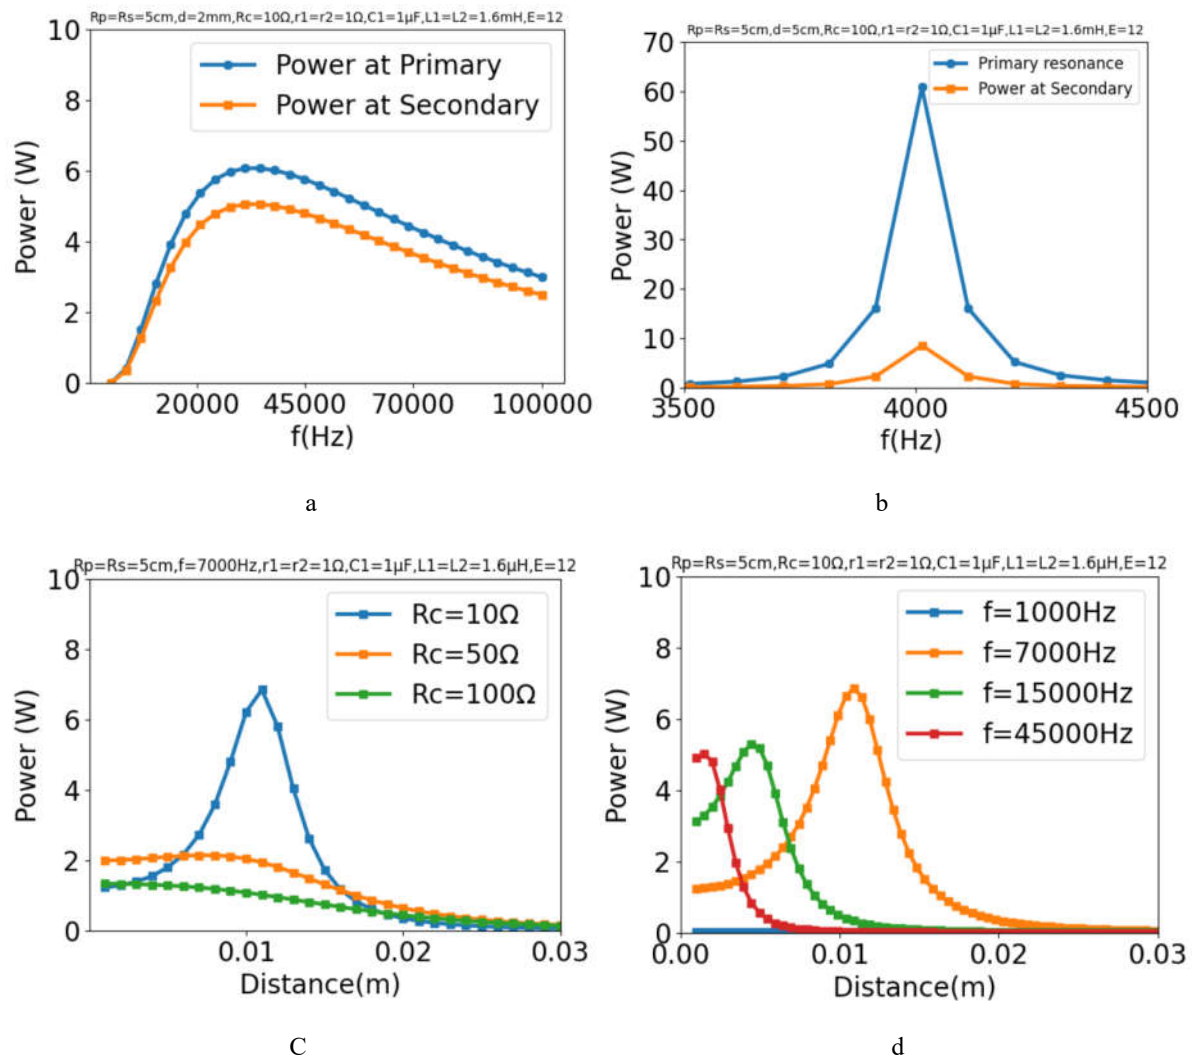 Rp=Rs=5cm,d=2mm,Rc=10Ω,r1=r2=1Ω,C1=1μF,L1=L2=1.6mH,E=12
10
8
6
4
2
0
Power (W)
Power at Primary
Power at Secondary
20000 45000 70000 100000
f(Hz)
a
Rp=Rs=5cm,d=5cm,Rc=10Ω,r1=r2=1Ω,C1=1μF,L1=L2=1.6mH,E=12
70
60
50
40
30
20
10
0
Power (W)
Primary resonance
Power at Secondary
3500 4000 4500
f(Hz)
b
Rp=Rs=5cm,f=7000Hz,r1=r2=1Ω,C1=1μF,L1=L2=1.6μH,E=12
10
8
6
4
2
0
Power (W)
Rc=10Ω
Rc=50Ω
Rc=100Ω
0.01 0.02 0.03
Distance(m)
C
Rp=Rs=5cm,Rc=10Ω,r1=r2=1Ω,C1=1μF,L1=L2=1.6μH,E=12
10
8
6
4
2
0
Power (W)
f=1000Hz
f=7000Hz
f=15000Hz
f=45000Hz
0.00 0.01 0.02 0.03
Distance(m)
d